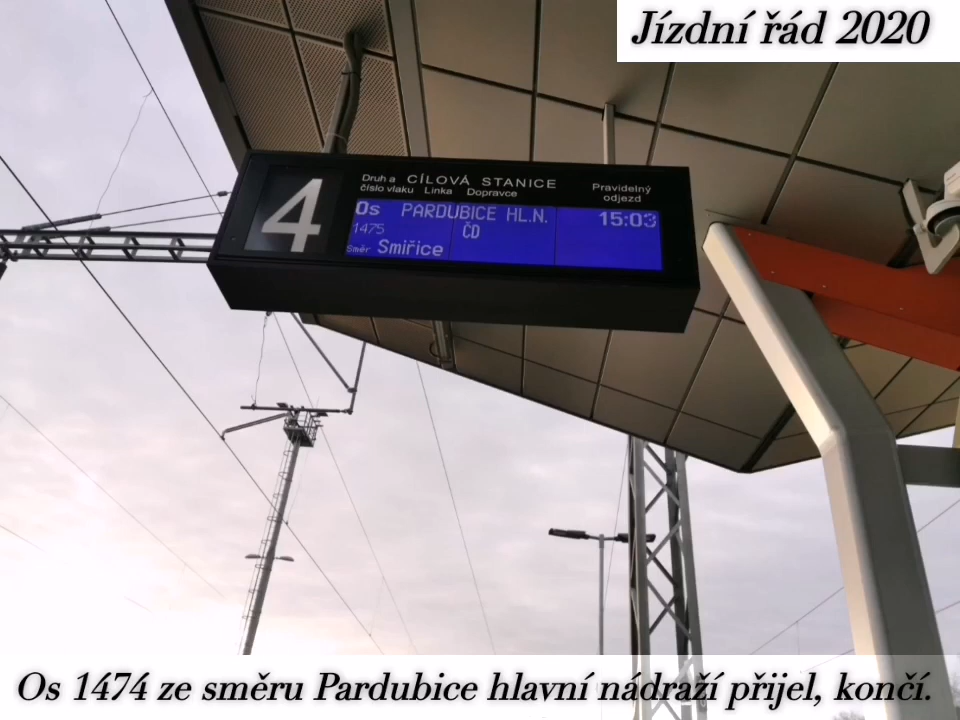 Jízdní řád 2020
4
Druh a CÍLOVÁ STANICE Pravidelný
číslo vlaku Linka Dopravce odjezd
Os PARDUBICE HL.N. 15:03
1475 ČD
Směr Smiřice
Os 1474 ze směru Pardubice hlavní nádraží přijel, končí.